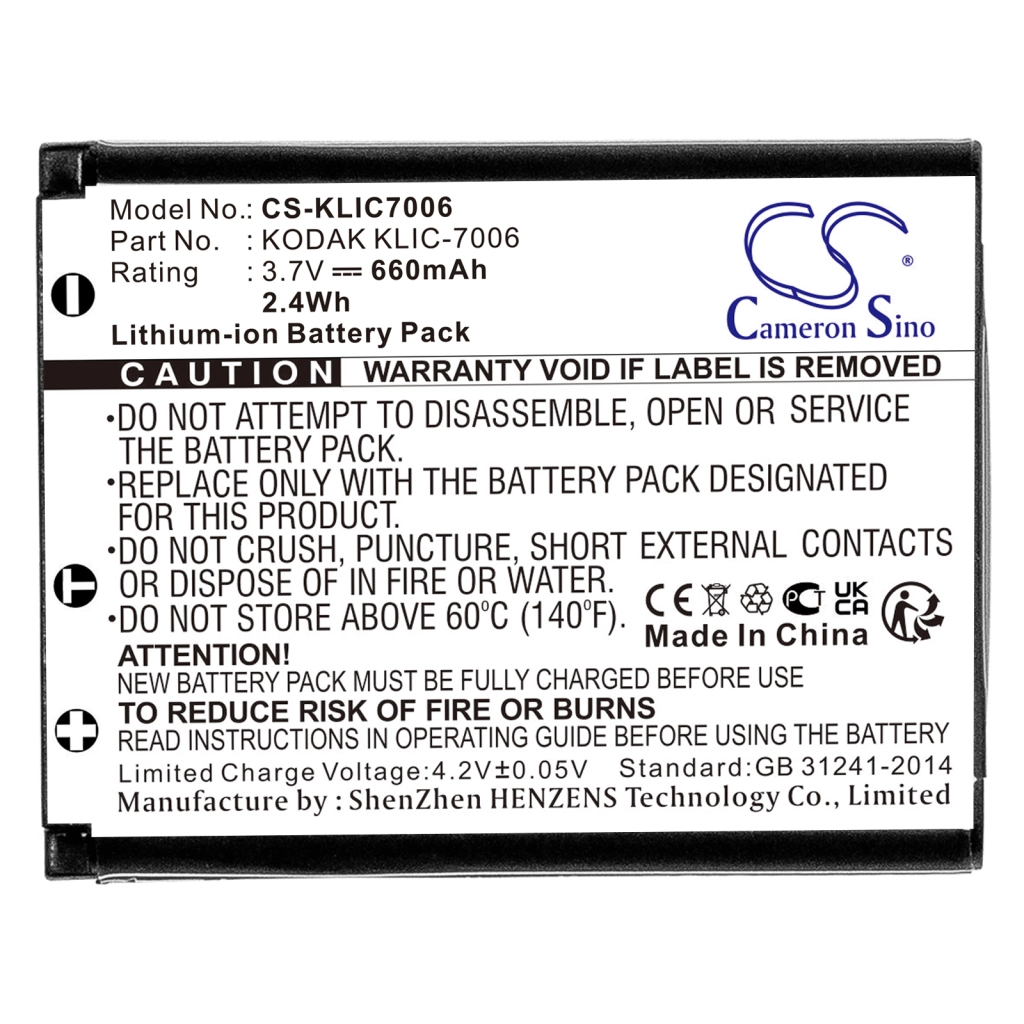 Model No.: CS-KLIC7006
Part No. : KODAK KLIC-7006
Rating : 3.7V ⎓ 660mAh
2.4Wh
Lithium-ion Battery Pack
CS ®
Cameron Sino
CAUTION WARRANTY VOID IF LABEL IS REMOVED
•DO NOT ATTEMPT TO DISASSEMBLE, OPEN OR SERVICE
THE BATTERY PACK.
•REPLACE ONLY WITH THE BATTERY PACK DESIGNATED
FOR THIS PRODUCT.
•DO NOT CRUSH, PUNCTURE, SHORT EXTERNAL CONTACTS
OR DISPOSE OF IN FIRE OR WATER.
•DO NOT STORE ABOVE 60°C (140°F).
CE PCT UK
CA
Made In China
ATTENTION!
NEW BATTERY PACK MUST BE FULLY CHARGED BEFORE USE
TO REDUCE RISK OF FIRE OR BURNS
READ INSTRUCTIONS IN OPERATING GUIDE BEFORE USING THE BATTERY
Limited Charge Voltage:4.2V±0.05V Standard:GB 31241-2014
Manufacture by : ShenZhen HENZENS Technology Co., Limited
− T +